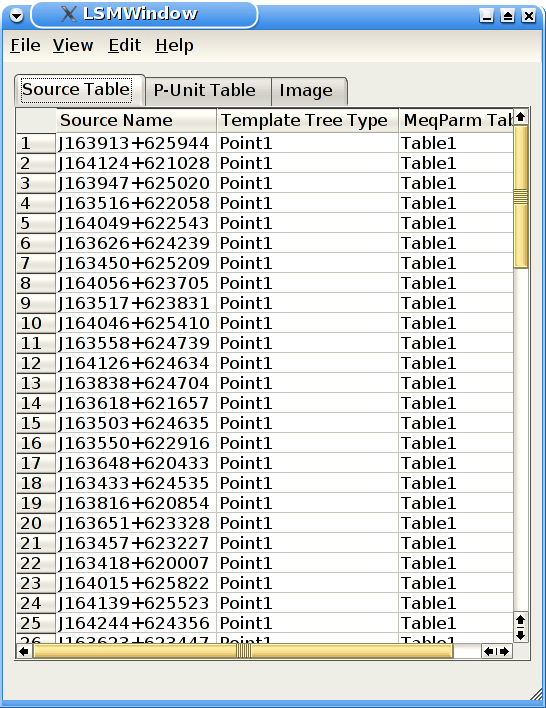 LSMWindow
File View Edit Help
Source Table P-Unit Table Image
Source Name Template Tree Type MeqParm Tab
1 J163913+625944 Point1 Table1
2 J164124+621028 Point1 Table1
3 J163947+625020 Point1 Table1
4 J163516+622058 Point1 Table1
5 J164049+622543 Point1 Table1
6 J163626+624239 Point1 Table1
7 J163450+625209 Point1 Table1
8 J164056+623705 Point1 Table1
9 J163517+623831 Point1 Table1
10 J164046+625410 Point1 Table1
11 J163558+624739 Point1 Table1
12 J164126+624634 Point1 Table1
13 J163838+624704 Point1 Table1
14 J163618+621657 Point1 Table1
15 J163503+624635 Point1 Table1
16 J163550+622916 Point1 Table1
17 J163648+620433 Point1 Table1
18 J163433+624535 Point1 Table1
19 J163816+620854 Point1 Table1
20 J163651+623328 Point1 Table1
21 J163457+623227 Point1 Table1
22 J163418+620007 Point1 Table1
23 J164015+625822 Point1 Table1
24 J164139+625523 Point1 Table1
25 J164244+624356 Point1 Table1
26 J163623+623447 Point1 Table1